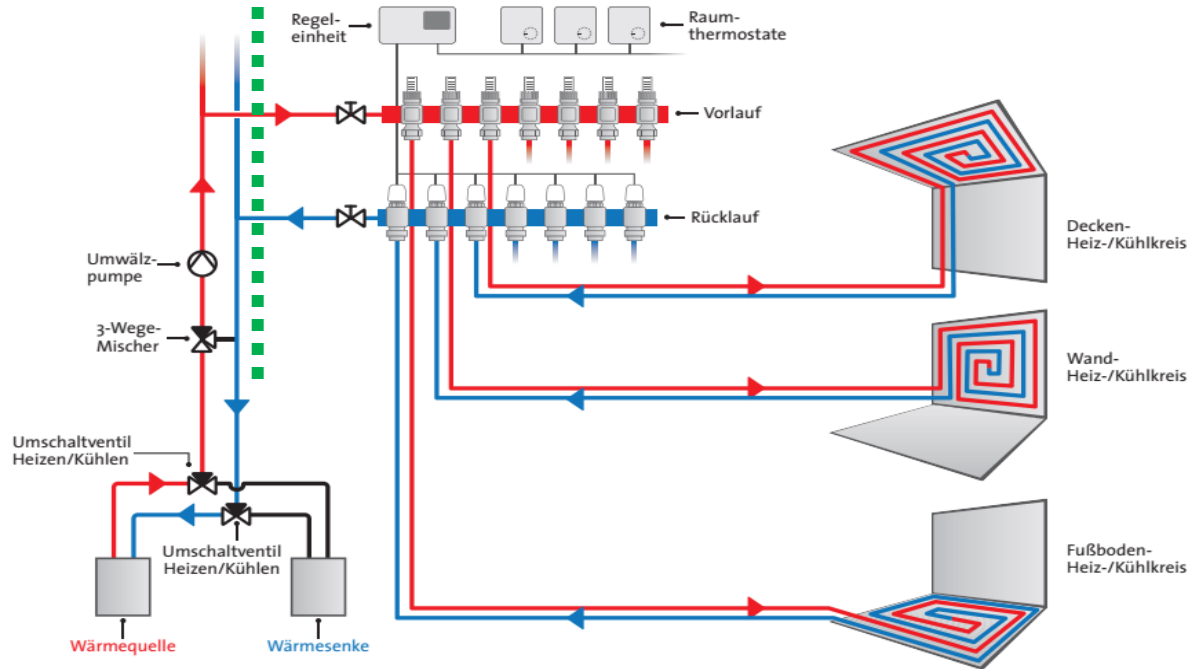 Regel-
einheit
Raum-
thermostate
Vorlauf
Rücklauf
Umwälz-
pumpe
3-Wege-
Mischer
Umschaltventil
Heizen/Kühlen
Umschaltventil
Heizen/Kühlen
Wärmequelle
Wärmesenke
Decken-
Heiz-/Kühlkreis
Wand-
Heiz-/Kühlkreis
Fußboden-
Heiz-/Kühlkreis